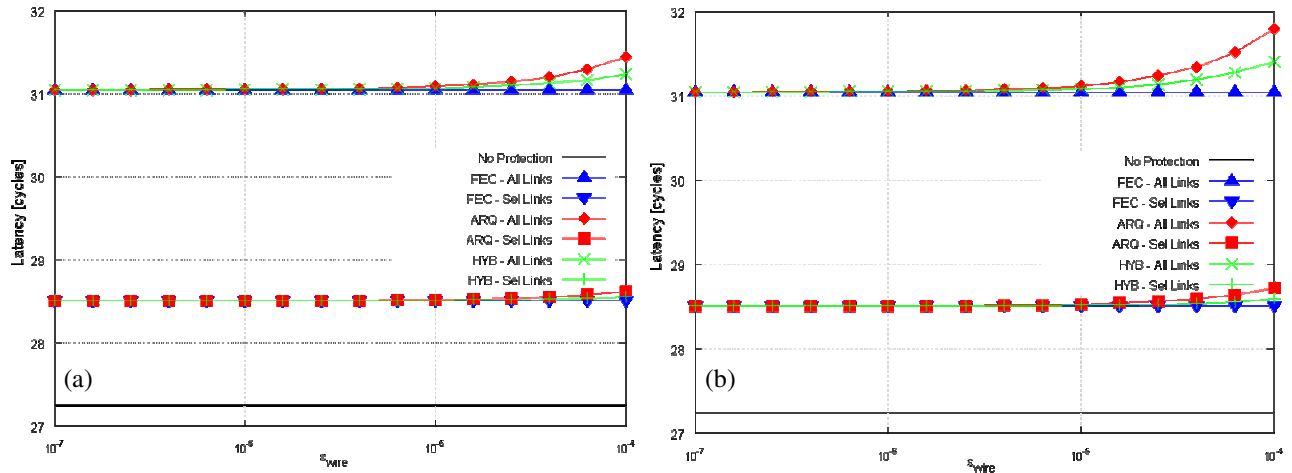 32
31
30
29
28
27
Latency [cycles]
No Protection
FEC - All Links
FEC - Sel Links
ARQ - All Links
ARQ - Sel Links
HYB - All Links
HYB - Sel Links
(a)
10⁻⁷ 10⁻⁶ 10⁻⁵ 10⁻⁴
ε_wire
32
31
30
29
28
27
Latency [cycles]
No Protection
FEC - All Links
FEC - Sel Links
ARQ - All Links
ARQ - Sel Links
HYB - All Links
HYB - Sel Links
(b)
10⁻⁷ 10⁻⁶ 10⁻⁵ 10⁻⁴
ε_wire